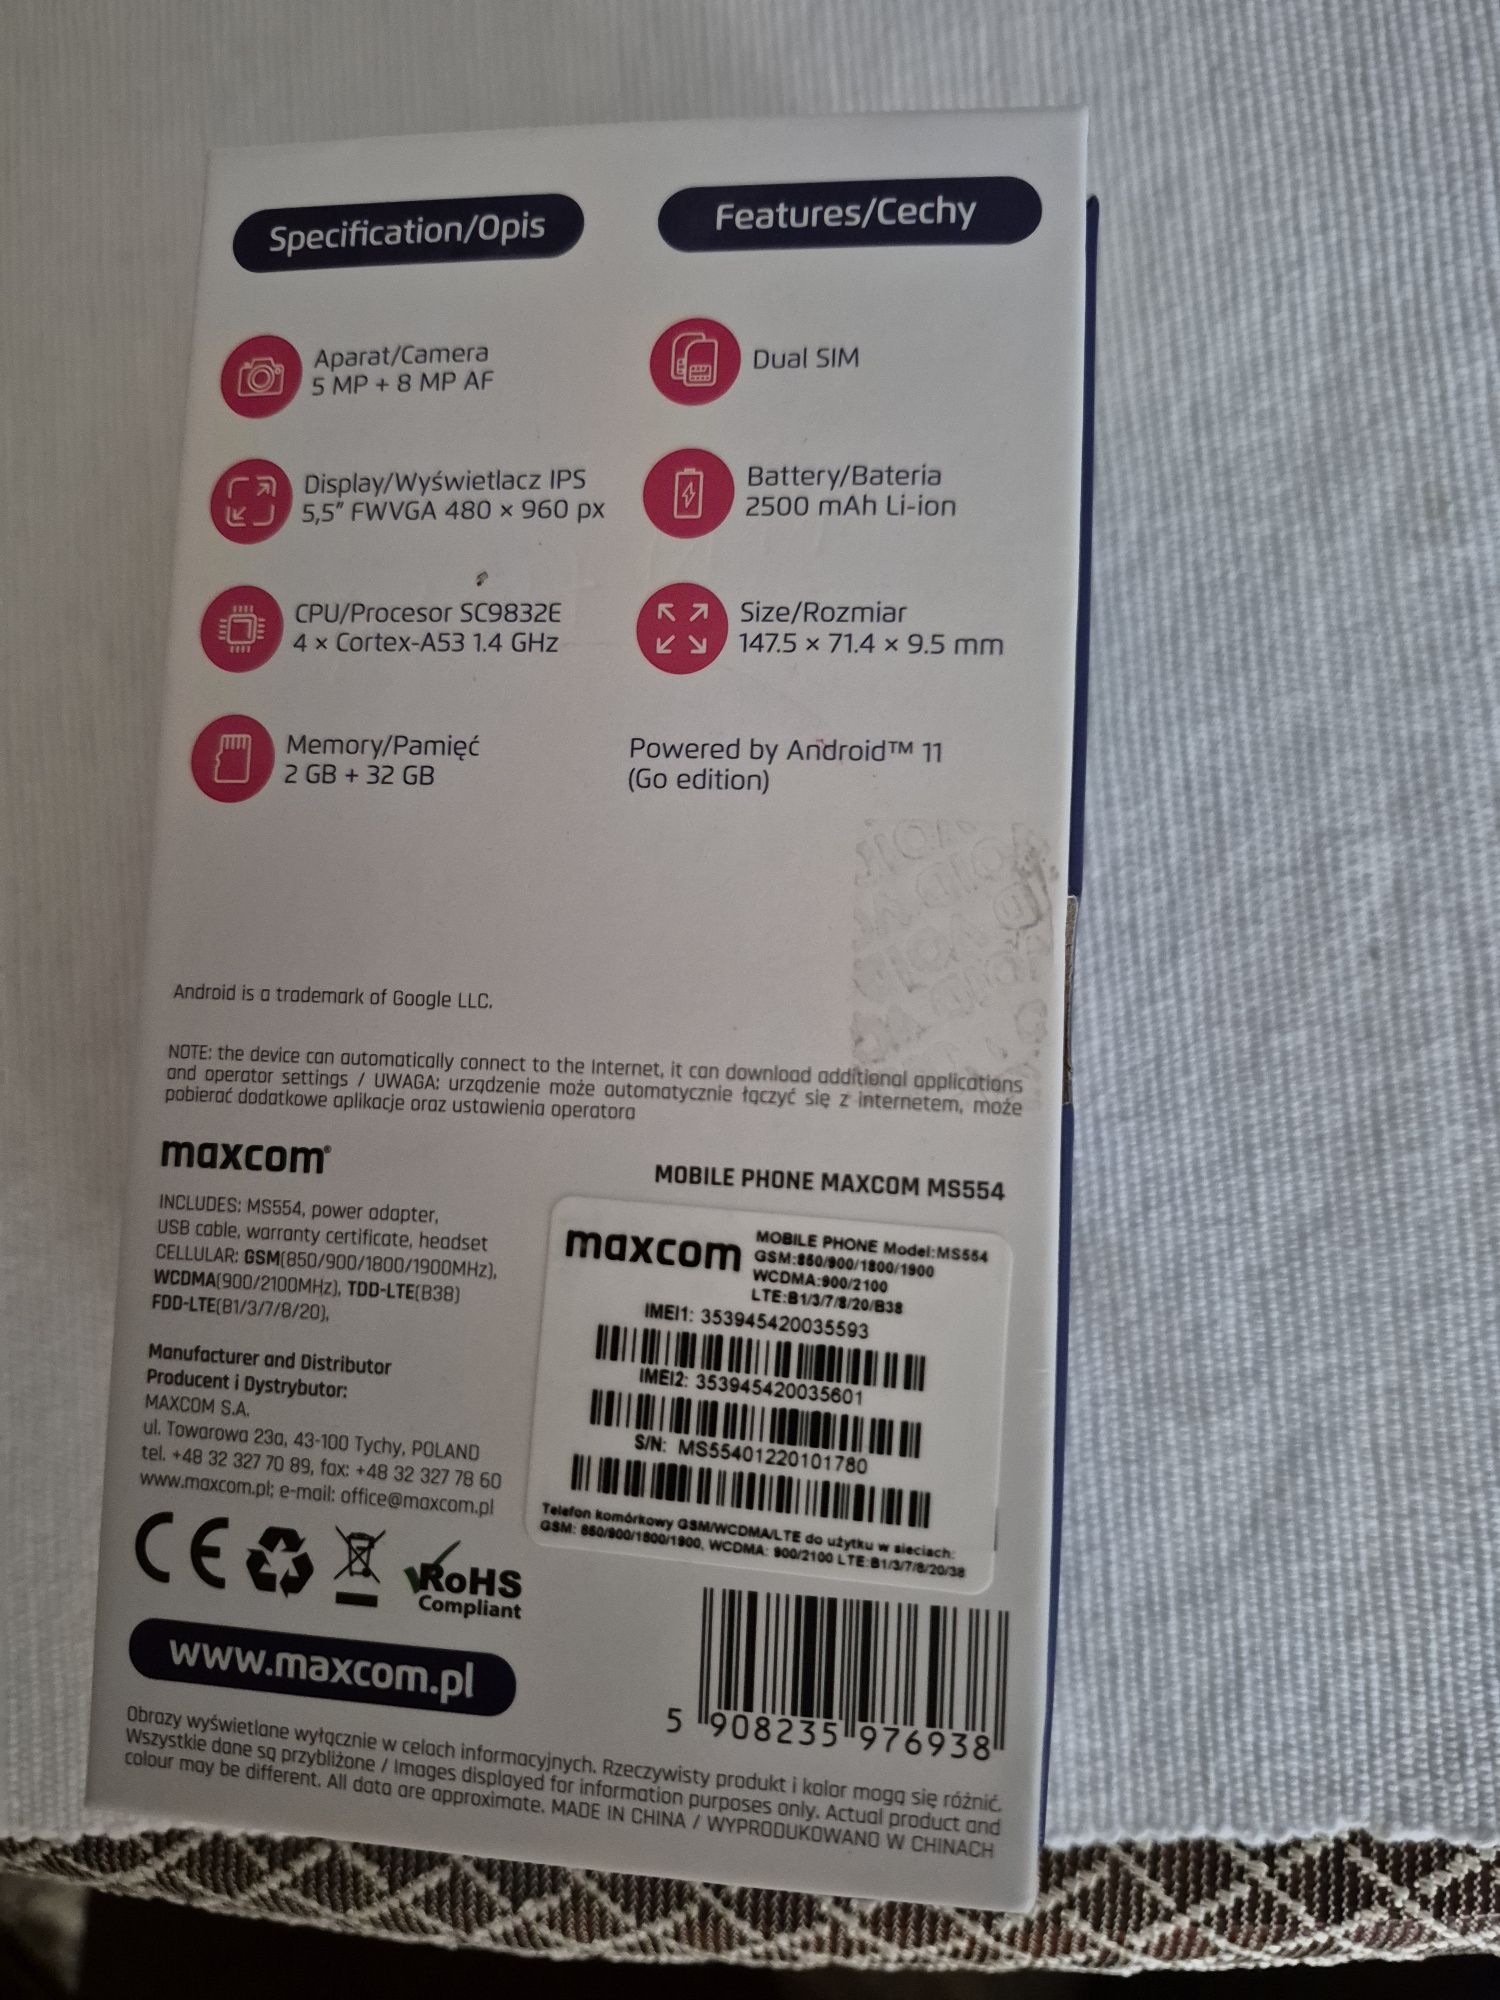 Specification/Opis
Features/Cechy
Aparat/Camera
5 MP + 8 MP AF
Dual SIM
Display/Wyświetlacz IPS
5,5” FWVGA 480 × 960 px
Battery/Bateria
2500 mAh Li-ion
CPU/Procesor SC9832E
4 × Cortex-A53 1.4 GHz
Size/Rozmiar
147.5 × 71.4 × 9.5 mm
Memory/Pamięć
2 GB + 32 GB
Powered by Android™ 11
(Go edition)
Android is a trademark of Google LLC.
NOTE: the device can automatically connect to the Internet, it can download additional applications
and operator settings / UWAGA: urządzenie może automatycznie łączyć się z internetem, może
pobierać dodatkowe aplikacje oraz ustawienia operatora
maxcom®
INCLUDES: MS554, power adapter,
USB cable, warranty certificate, headset
CELLULAR: GSM(850/900/1800/1900MHz),
WCDMA(900/2100MHz), TDD-LTE(B38)
FDD-LTE(B1/3/7/8/20),
Manufacturer and Distributor
Producent i Dystrybutor:
MAXCOM S.A.
ul. Towarowa 23a, 43-100 Tychy, POLAND
tel. +48 32 327 70 89, fax: +48 32 327 78 60
www.maxcom.pl; e-mail: office@maxcom.pl
CE
RoHS
Compliant
www.maxcom.pl
MOBILE PHONE MAXCOM MS554
maxcom
MOBILE PHONE Model:MS554
GSM:850/900/1800/1900
WCDMA:900/2100
LTE:B1/3/7/8/20/B38
IMEI1: 353945420035593
IMEI2: 353945420035601
S/N: MS55401220101780
Telefon komórkowy GSM/WCDMA/LTE do użytku w sieciach:
GSM: 850/900/1800/1900, WCDMA: 900/2100 LTE:B1/3/7/8/20/38
5 908235 976938
Obrazy wyświetlane wyłącznie w celach informacyjnych. Rzeczywisty produkt i kolor mogą się różnić.
Wszystkie dane są przybliżone / Images displayed for information purposes only. Actual product and
colour may be different. All data are approximate. MADE IN CHINA / WYPRODUKOWANO W CHINACH